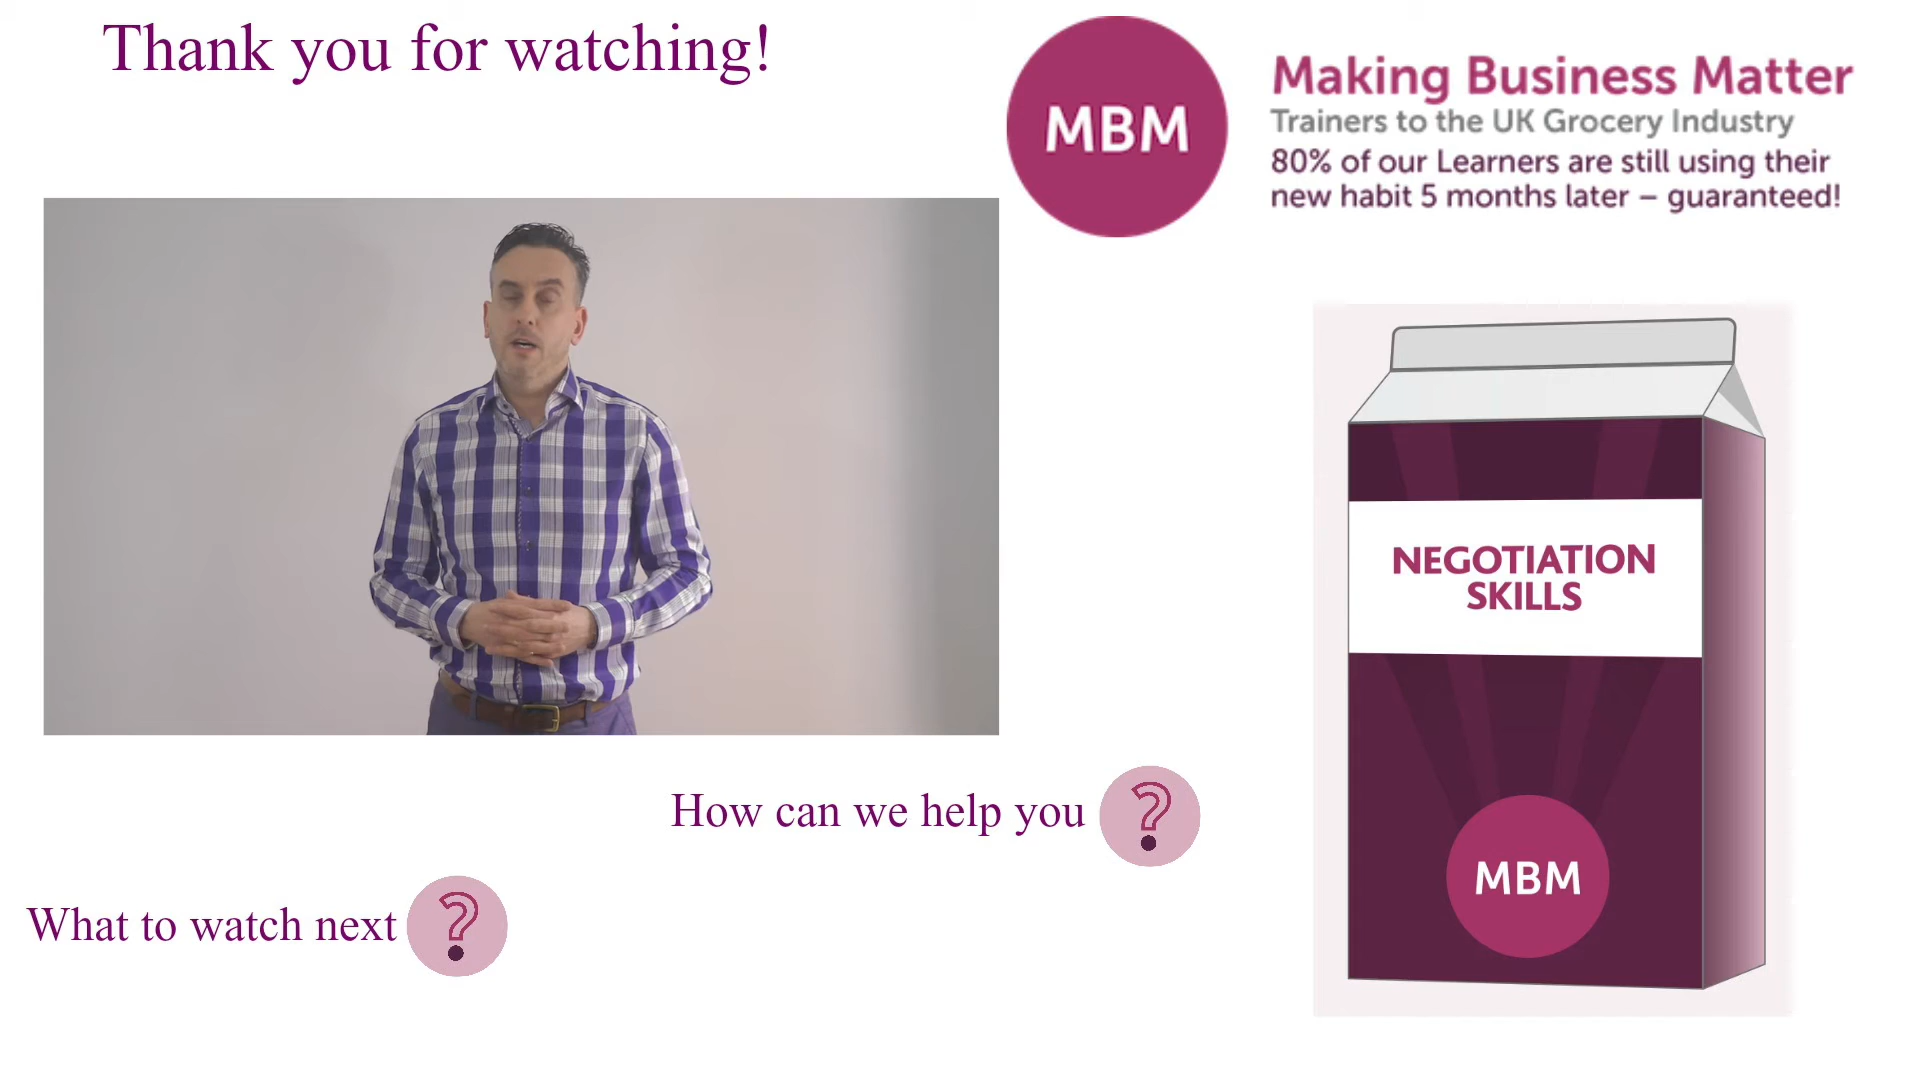 Thank you for watching!
MBM
Making Business Matter
Trainers to the UK Grocery Industry
80% of our Learners are still using their
new habit 5 months later – guaranteed!
NEGOTIATION
SKILLS
MBM
How can we help you ?
What to watch next ?